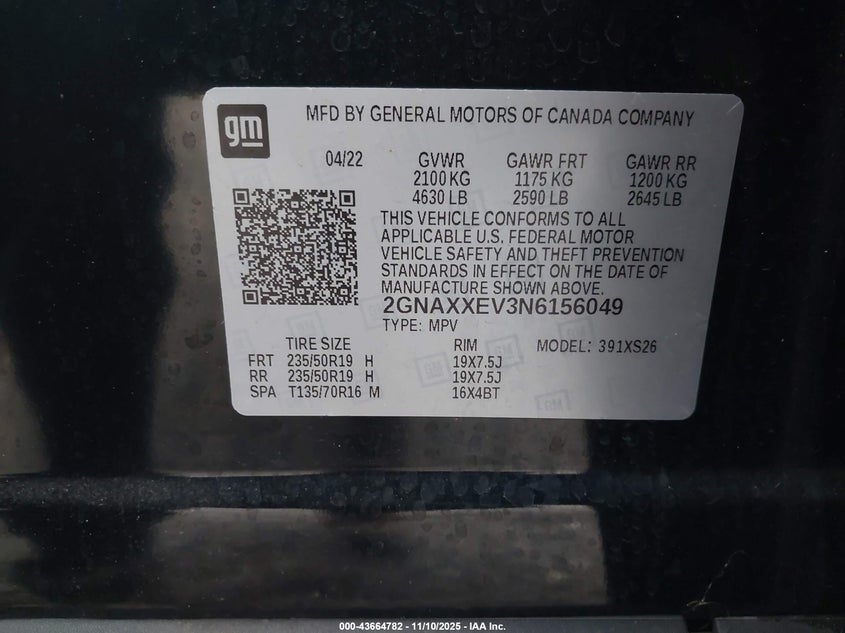 gm
MFD BY GENERAL MOTORS OF CANADA COMPANY
04/22 GVWR GAWR FRT GAWR RR
2100 KG 1175 KG 1200 KG
4630 LB 2590 LB 2645 LB
THIS VEHICLE CONFORMS TO ALL
APPLICABLE U.S. FEDERAL MOTOR
VEHICLE SAFETY AND THEFT PREVENTION
STANDARDS IN EFFECT ON THE DATE OF
MANUFACTURE SHOWN ABOVE.
2GNAXXEV3N6156049
TYPE: MPV
TIRE SIZE RIM MODEL: 391XS26
FRT 235/50R19 H 19X7.5J
RR 235/50R19 H 19X7.5J
SPA T135/70R16 M 16X4BT
000-43664782 - 11/10/2025 - IAA Inc.